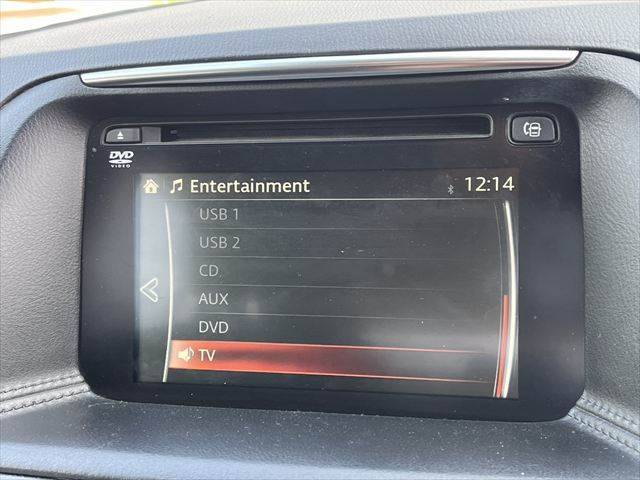 DVD
VIDEO
Entertainment 12:14
USB 1
USB 2
CD
AUX
DVD
TV